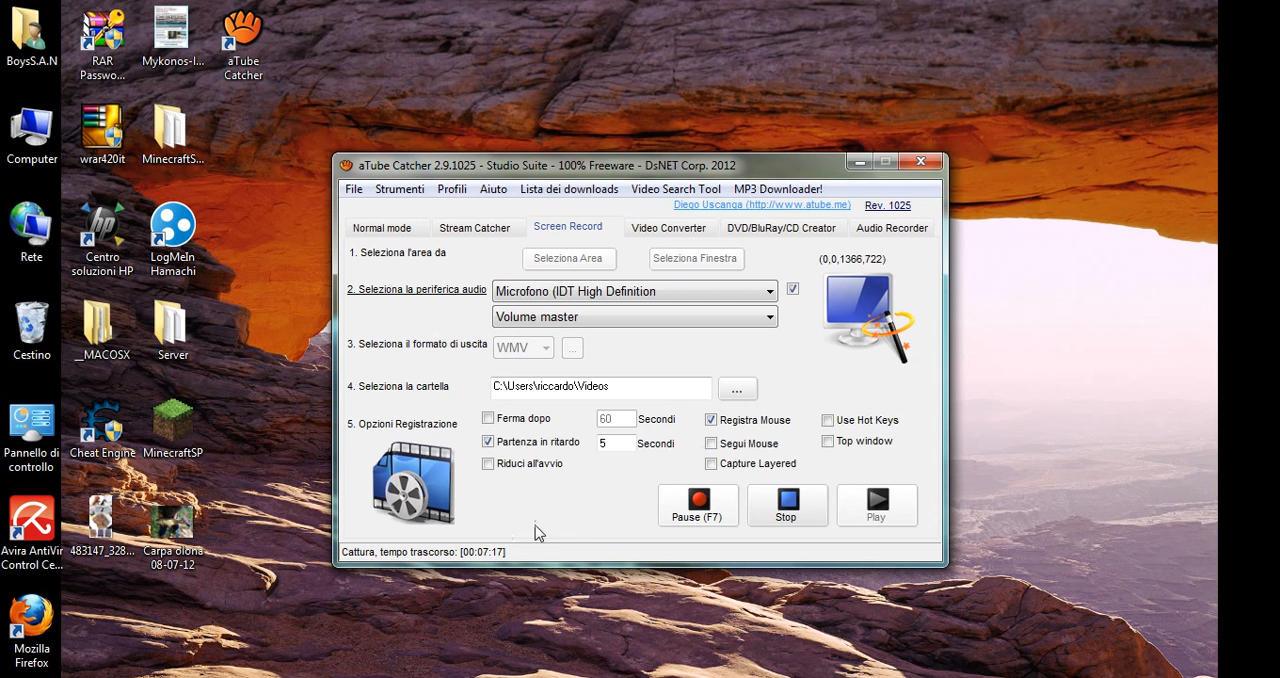 BoysS.A.N
RAR
Passwo...
Mykonos-I...
aTube
Catcher
Computer
wrar420it
MinecraftS...
Rete
Centro
soluzioni HP
LogMeIn
Hamachi
Cestino
__MACOSX
Server
Pannello di
controllo
Cheat Engine
MinecraftSP
Avira AntiVir
Control Ce...
483147_328...
Carpa olona
08-07-12
Mozilla
Firefox
aTube Catcher 2.9.1025 - Studio Suite - 100% Freeware - DsNET Corp. 2012
File Strumenti Profili Aiuto Lista dei downloads Video Search Tool MP3 Downloader!
Diego Uscanga (http://www.atube.me) Rev. 1025
Normal mode Stream Catcher Screen Record Video Converter DVD/BluRay/CD Creator Audio Recorder
1. Seleziona l'area da Seleziona Area Seleziona Finestra (0,0,1366,722)
2. Seleziona la periferica audio Microfono (IDT High Definition
Volume master
3. Seleziona il formato di uscita WMV ...
4. Seleziona la cartella C:\Users\riccardo\Videos ...
5. Opzioni Registrazione Ferma dopo 60 Secondi Registra Mouse Use Hot Keys
Partenza in ritardo 5 Secondi Segui Mouse Top window
Riduci all'avvio Capture Layered
Pause (F7) Stop Play
Cattura, tempo trascorso: [00:07:17]